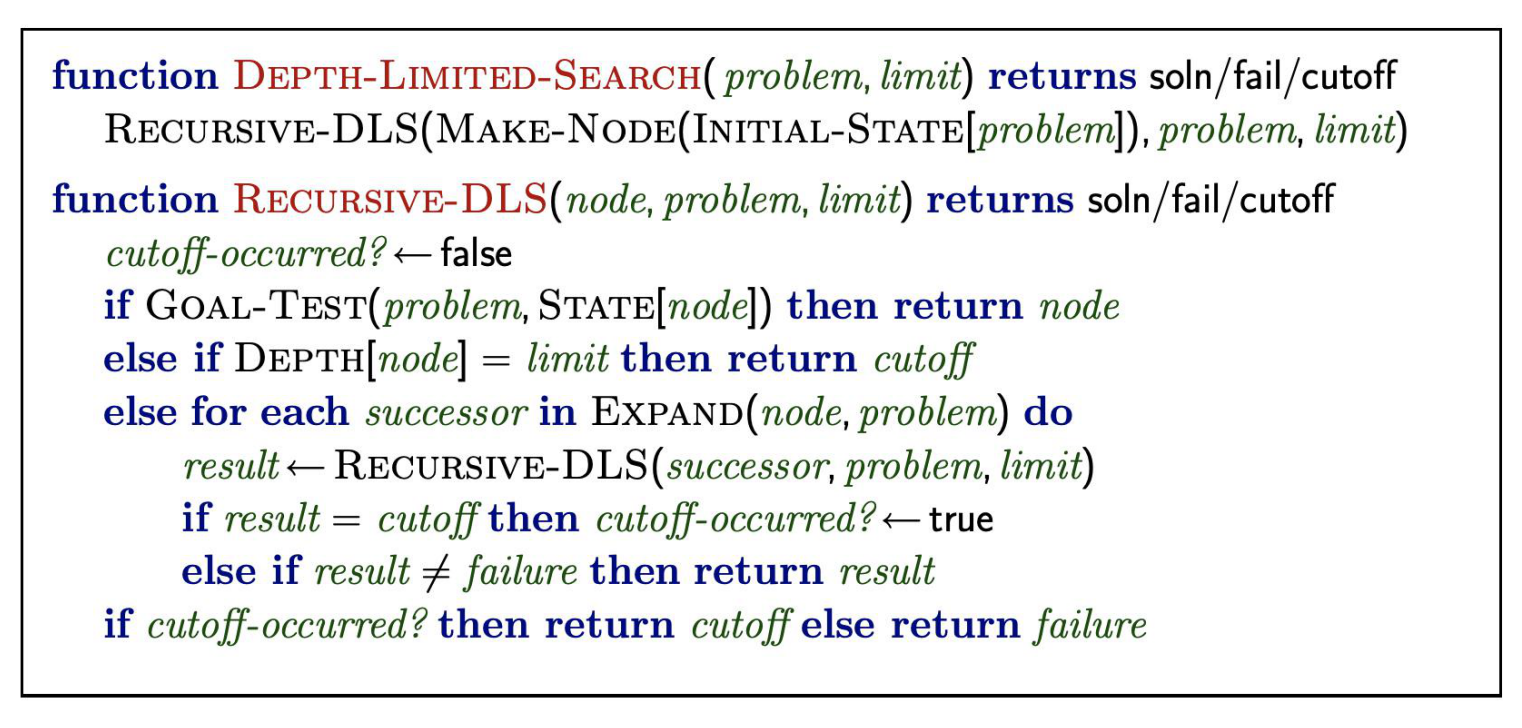 function DEPTH-LIMITED-SEARCH( problem, limit) returns soln/fail/cutoff
RECURSIVE-DLS(MAKE-NODE(INITIAL-STATE[problem]), problem, limit)
function RECURSIVE-DLS(node, problem, limit) returns soln/fail/cutoff
cutoff-occurred? ← false
if GOAL-TEST(problem, STATE[node]) then return node
else if DEPTH[node] = limit then return cutoff
else for each successor in EXPAND(node, problem) do
result ← RECURSIVE-DLS(successor, problem, limit)
if result = cutoff then cutoff-occurred? ← true
else if result ≠ failure then return result
if cutoff-occurred? then return cutoff else return failure